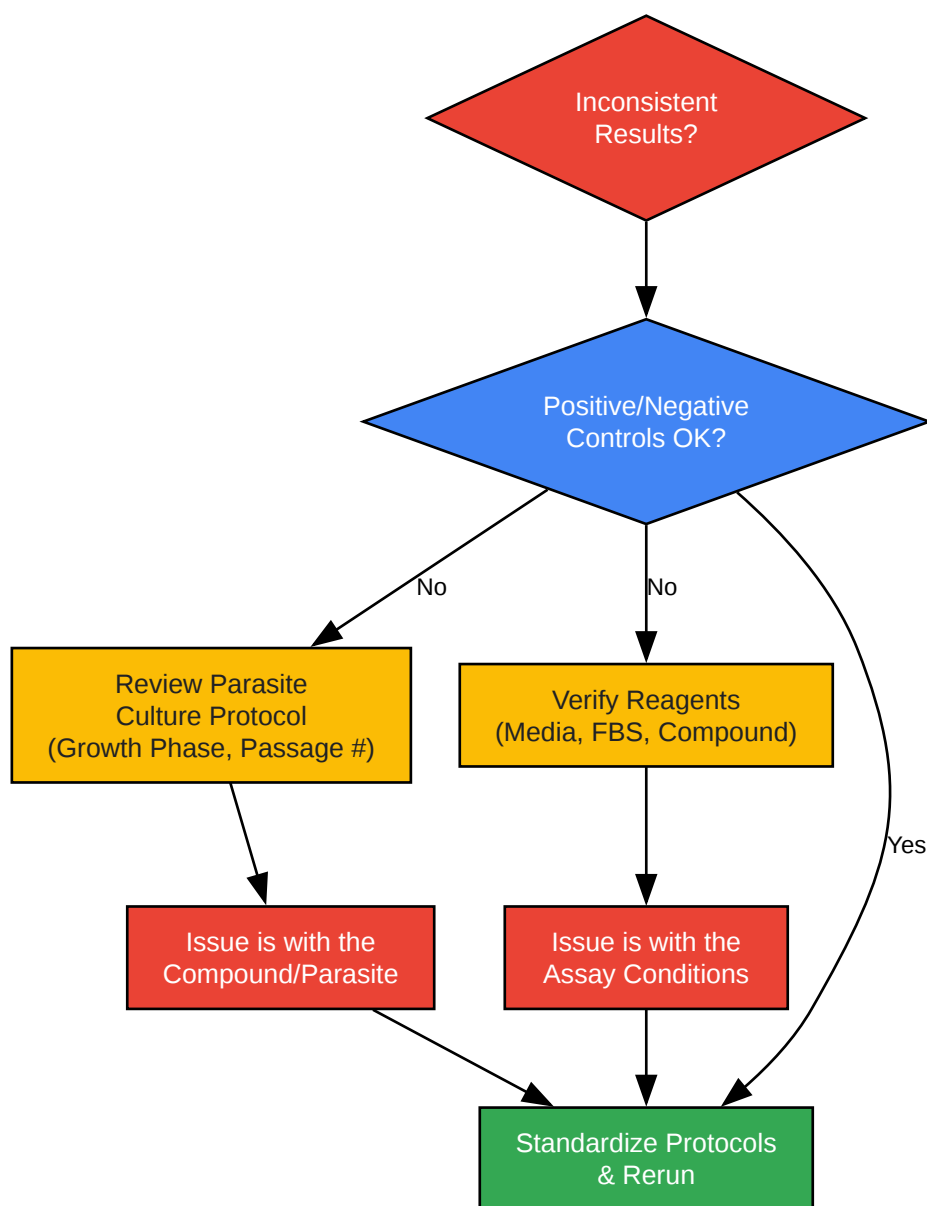 Inconsistent
Results?
Positive/Negative
Controls OK?
No
No
Review Parasite
Culture Protocol
(Growth Phase, Passage #)
Verify Reagents
(Media, FBS, Compound)
Yes
Issue is with the
Compound/Parasite
Issue is with the
Assay Conditions
Standardize Protocols
& Rerun